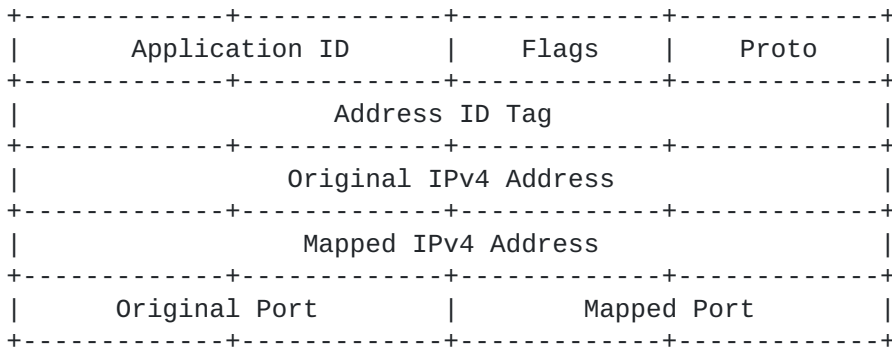 +-------------+-------------+-------------+-------------+
| Application ID | Flags | Proto |
+-------------+-------------+-------------+-------------+
| Address ID Tag |
+-------------+-------------+-------------+-------------+
| Original IPv4 Address |
+-------------+-------------+-------------+-------------+
| Mapped IPv4 Address |
+-------------+-------------+-------------+-------------+
| Original Port | Mapped Port |
+-------------+-------------+-------------+-------------+